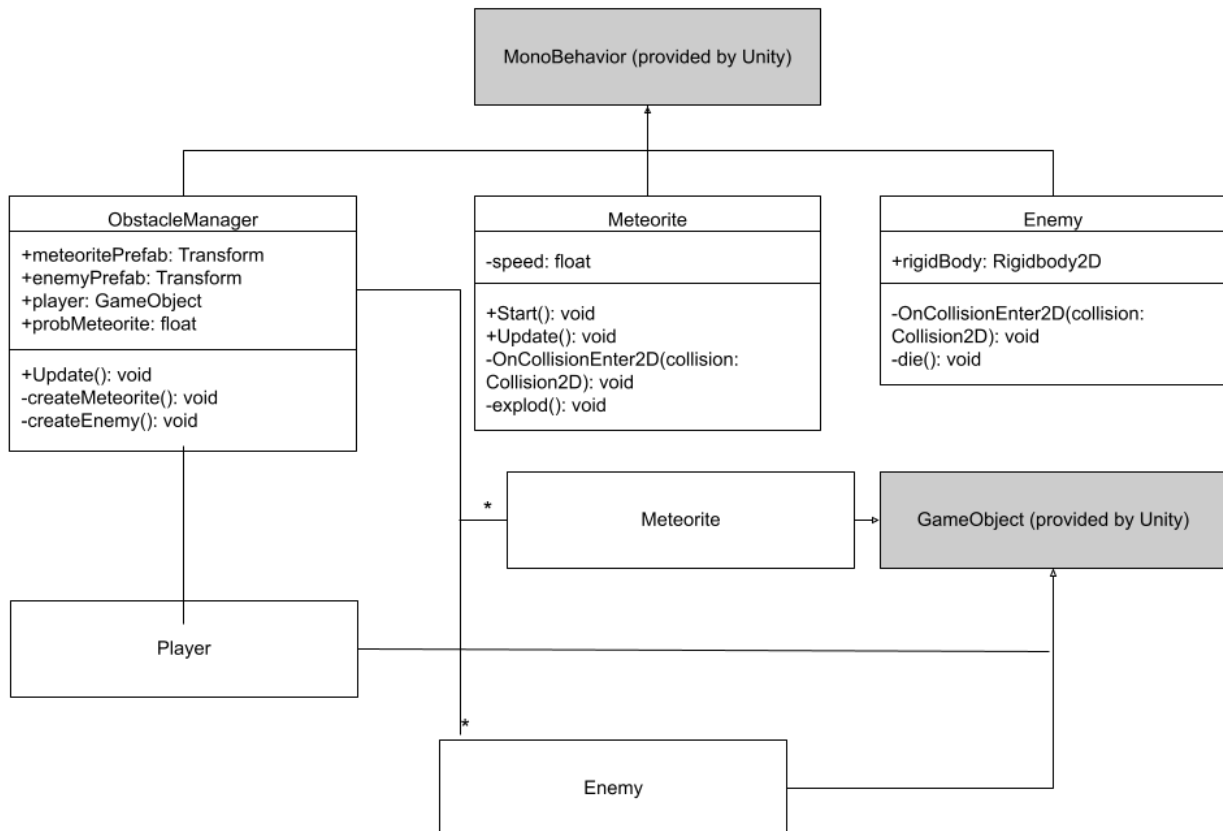 MonoBehavior (provided by Unity)
ObstacleManager
+meteoritePrefab: Transform
+enemyPrefab: Transform
+player: GameObject
+probMeteorite: float
+Update(): void
-createMeteorite(): void
-createEnemy(): void
Meteorite
-speed: float
+Start(): void
+Update(): void
-OnCollisionEnter2D(collision:
Collision2D): void
-explod(): void
Enemy
+rigidBody: Rigidbody2D
-OnCollisionEnter2D(collision:
Collision2D): void
-die(): void
*
Meteorite
GameObject (provided by Unity)
Player
*
Enemy